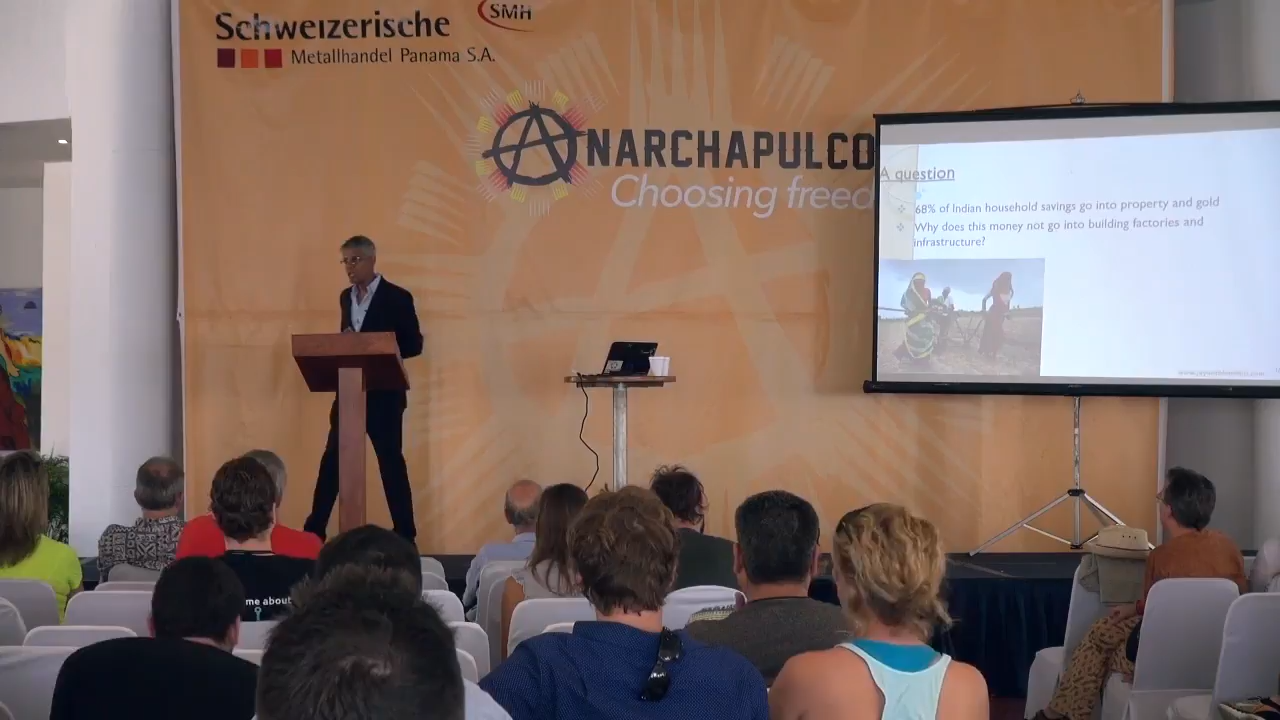 Schweizerische
SMH
Metallhandel Panama S.A.
NARCHAPULCO
Choosing freed
A question
68% of Indian household savings go into property and gold
Why does this money not go into building factories and
infrastructure?
me about